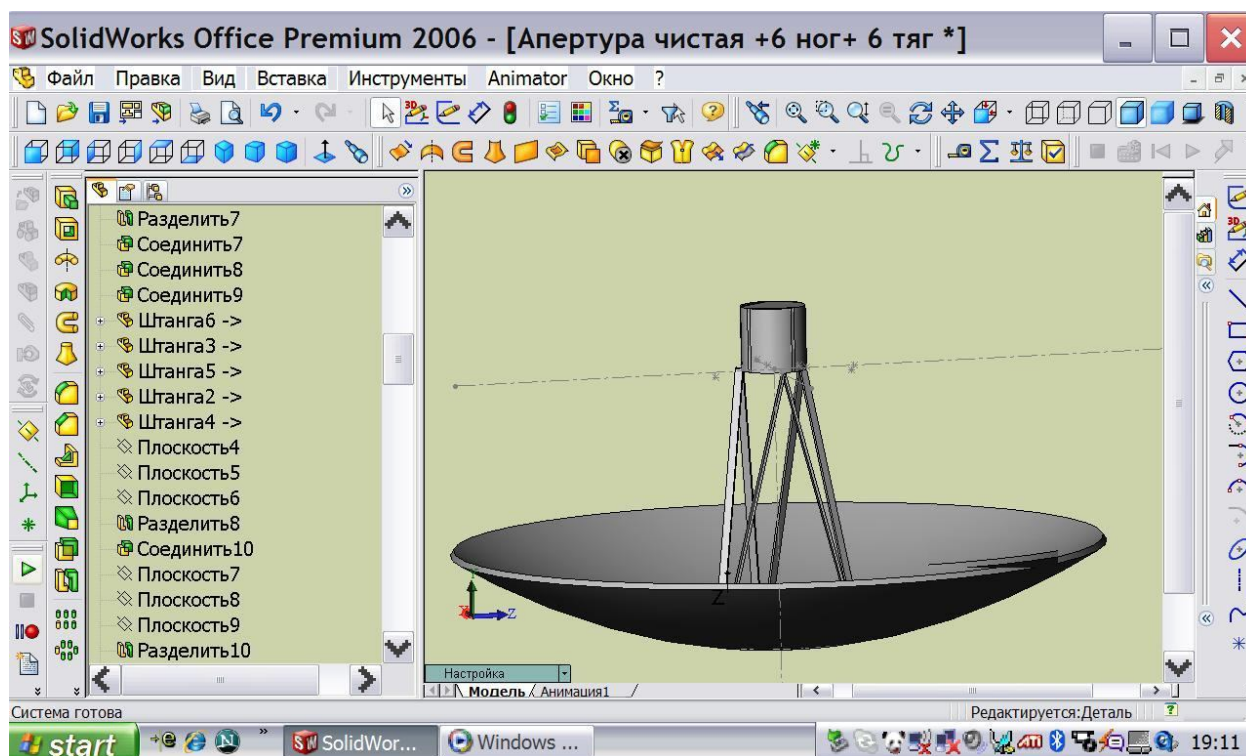 SolidWorks Office Premium 2006 - [Апертура чистая +6 ног+ 6 тяг *]
Файл Правка Вид Вставка Инструменты Animator Окно ?
Разделить7
Соединить7
Соединить8
Соединить9
Штанга6 ->
Штанга3 ->
Штанга5 ->
Штанга2 ->
Штанга4 ->
Плоскость4
Плоскость5
Плоскость6
Разделить8
Соединить10
Плоскость7
Плоскость8
Плоскость9
Разделить10
Z
Z
Настройка
Модель Анимация1
Система готова
Редактируется:Деталь
start
SolidWor...
Windows ...
19:11